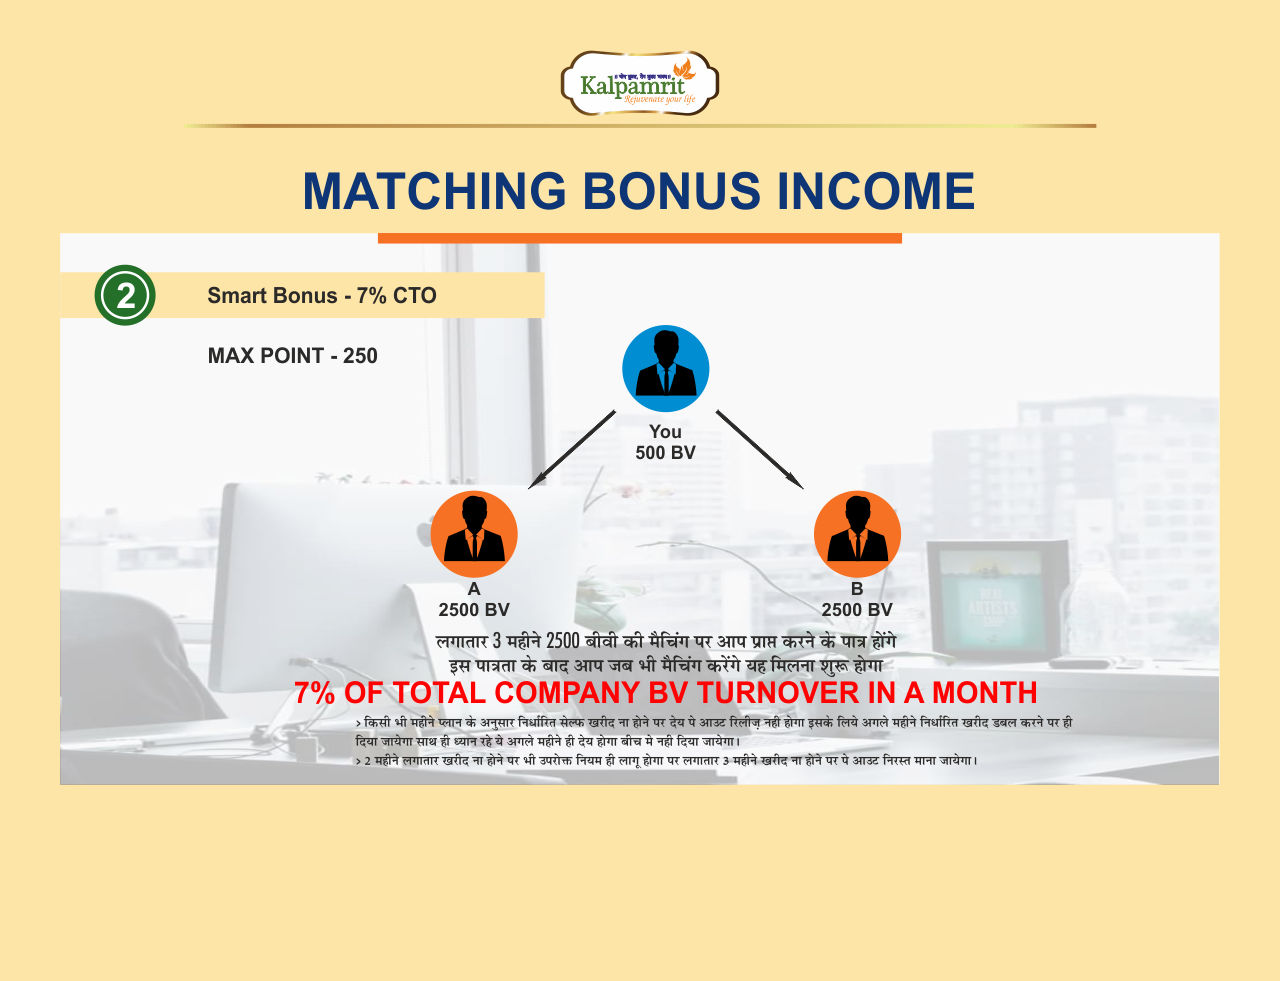 Kalpamrit
Rejuvenate your life
MATCHING BONUS INCOME
2
Smart Bonus - 7% CTO
MAX POINT - 250
You
500 BV
A
2500 BV
B
2500 BV
लगातार 3 महीने 2500 बीवी की मैचिंग पर आप प्राप्त करने के पात्र होंगे
इस पात्रता के बाद आप जब भी मैचिंग करेंगे यह मिलना शुरू होगा
7% OF TOTAL COMPANY BV TURNOVER IN A MONTH
> किसी भी महीने प्लान के अनुसार निर्धारित सेल्फ खरीद ना होने पर देय पे आउट रिलीज़ नही होगा इसके लिये अगले महीने निर्धारित खरीद डबल करने पर ही
दिया जायेगा साथ ही ध्यान रहे ये अगले महीने ही देय होगा बीच मे नही दिया जायेगा।
> 2 महीने लगातार खरीद ना होने पर भी उपरोक्त नियम ही लागू होगा पर लगातार 3 महीने खरीद ना होने पर पे आउट निरस्त माना जायेगा।